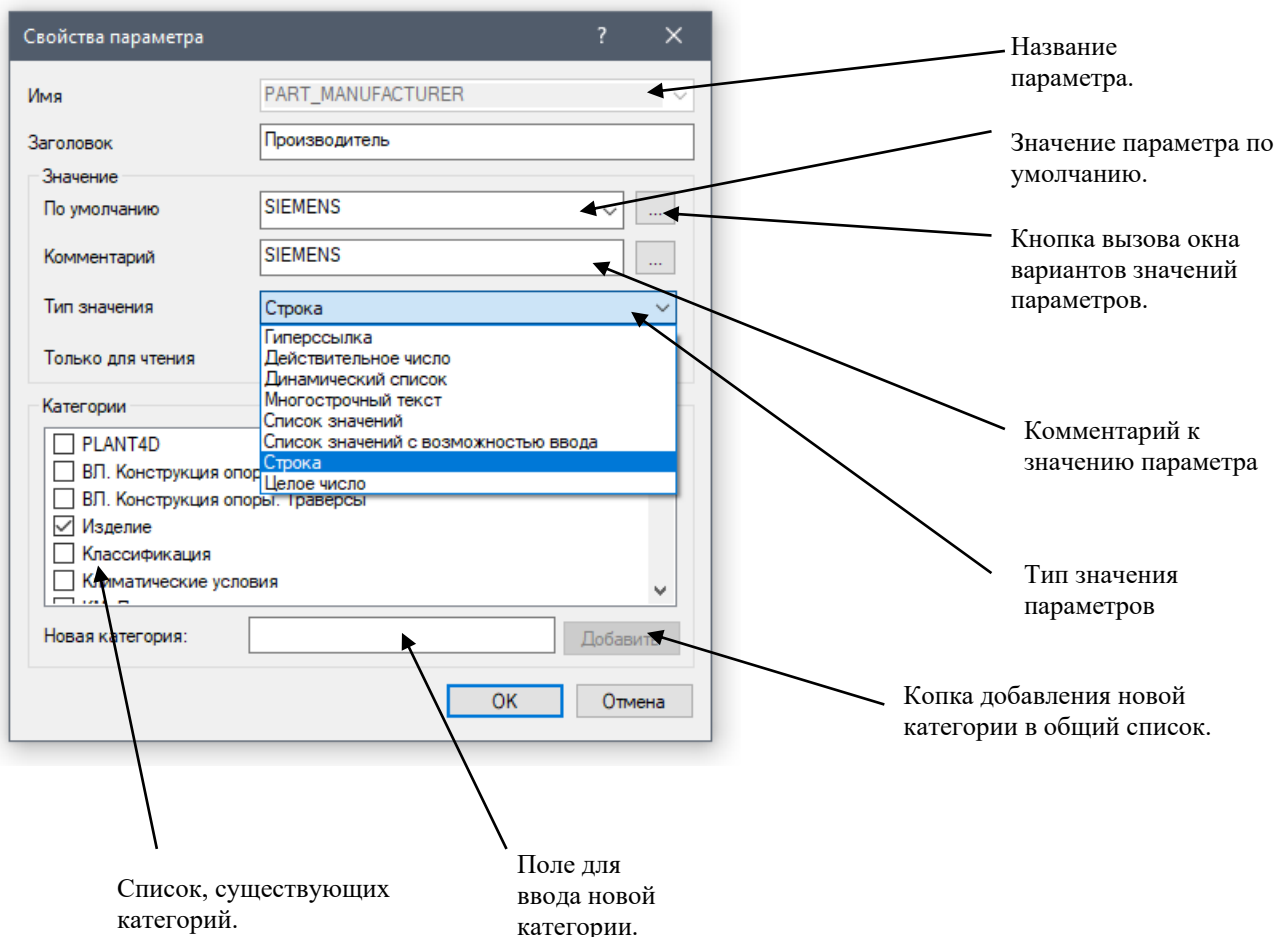 Свойства параметра ? ×
Имя
PART_MANUFACTURER
Заголовок
Производитель
Значение
По умолчанию
SIEMENS
...
Комментарий
SIEMENS
...
Тип значения
Строка
Только для чтения
Гиперссылка
Действительное число
Динамический список
Многострочный текст
Список значений
Список значений с возможностью ввода
Строка
Целое число
Категории
PLANT4D
ВЛ. Конструкция опор
ВЛ. Конструкция опоры. Траверсы
Изделие
Классификация
Климатические условия
Новая категория:
Добавить
OK
Отмена
Название
параметра.
Значение параметра по
умолчанию.
Кнопка вызова окна
вариантов значений
параметров.
Комментарий к
значению параметра
Тип значения
параметров
Копка добавления новой
категории в общий список.
Поле для
ввода новой
категории.
Список, существующих
категорий.